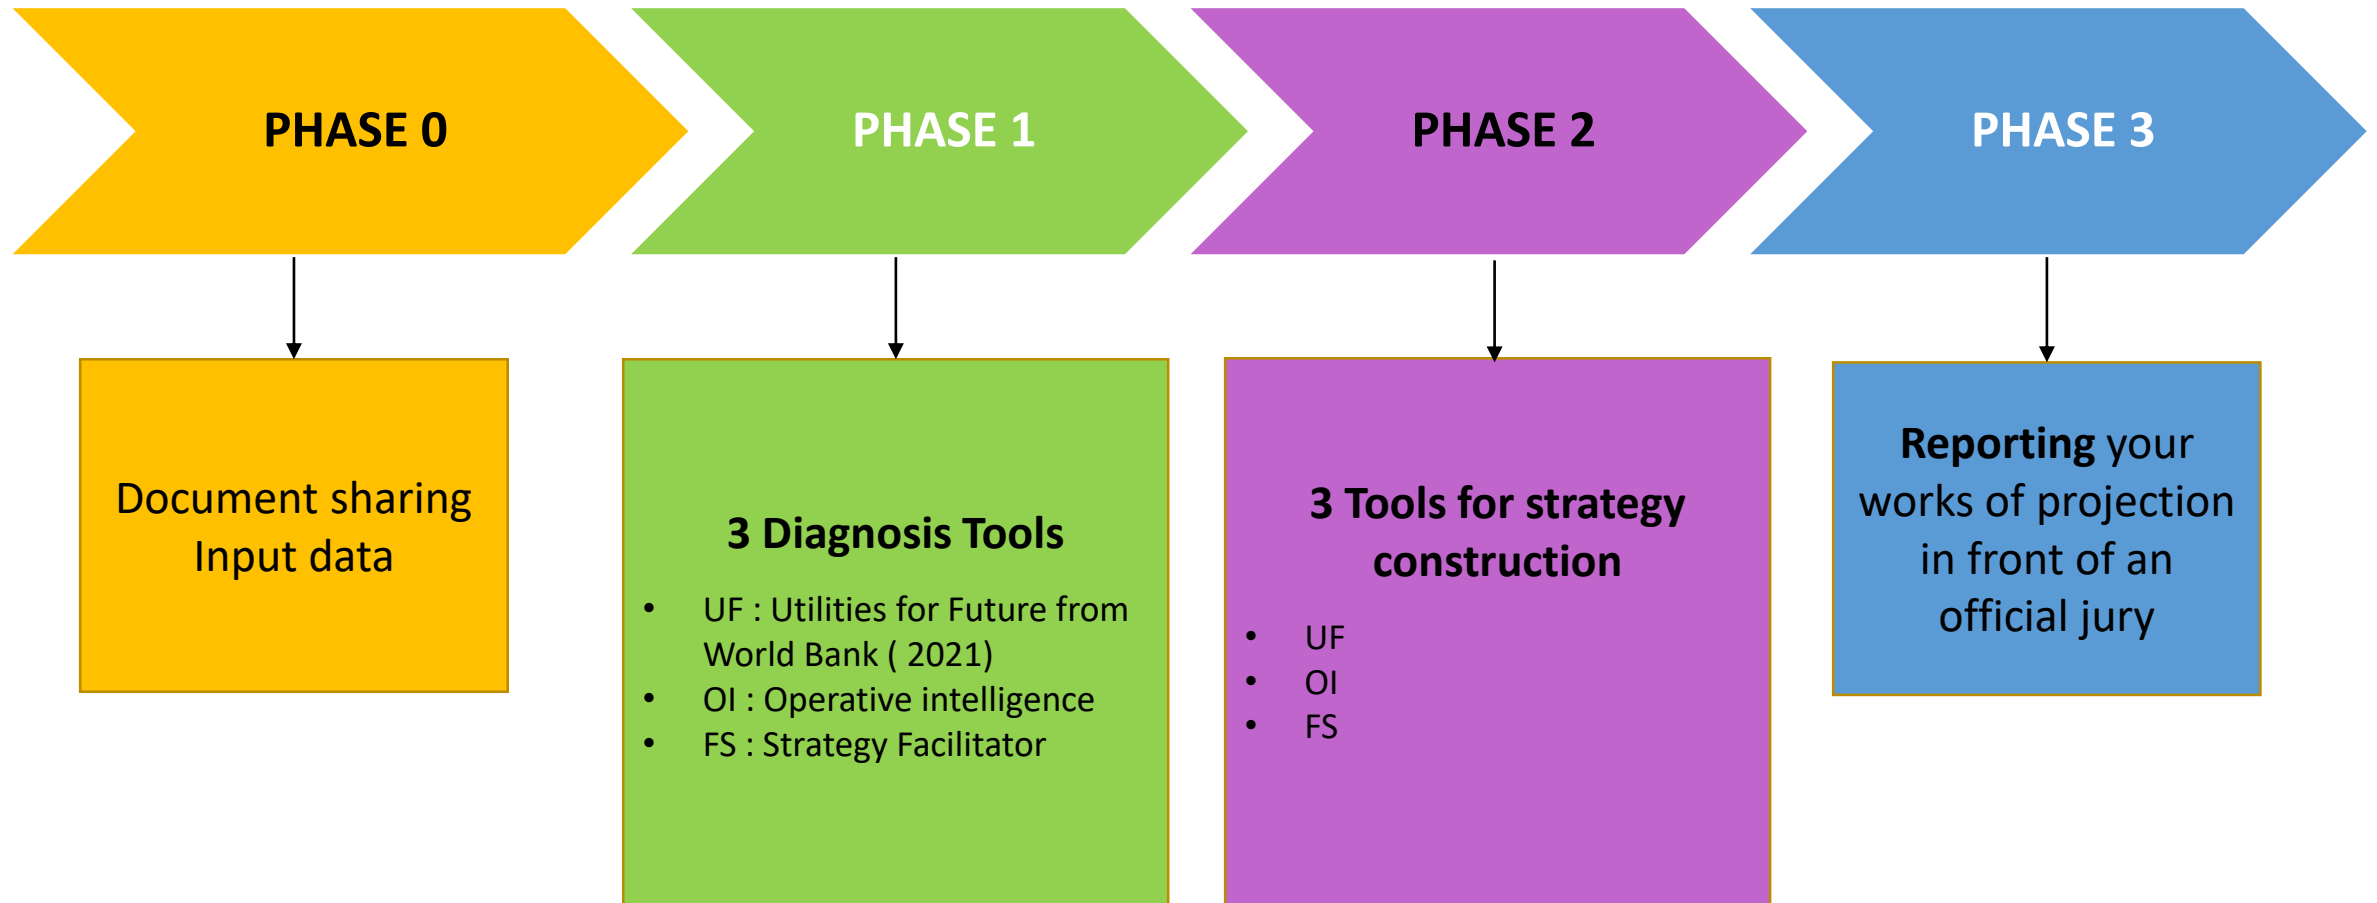 PHASE 0
PHASE 1
PHASE 2
PHASE 3
Document sharing
Input data
3 Diagnosis Tools
• UF : Utilities for Future from
World Bank ( 2021)
• OI : Operative intelligence
• FS : Strategy Facilitator
3 Tools for strategy
construction
• UF
• OI
• FS
Reporting your
works of projection
in front of an
official jury